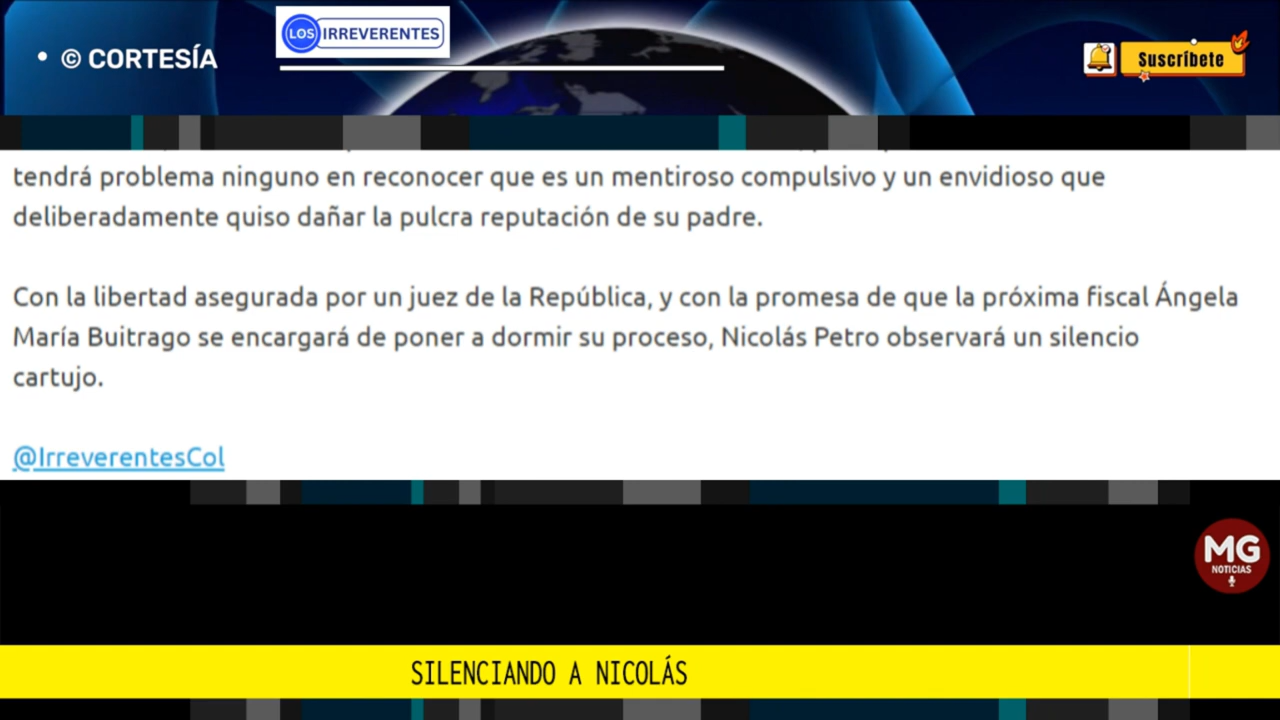 • © CORTESÍA
LOS IRREVERENTES
Suscríbete
tendrá problema ninguno en reconocer que es un mentiroso compulsivo y un envidioso que
deliberadamente quiso dañar la pulcra reputación de su padre.
Con la libertad asegurada por un juez de la República, y con la promesa de que la próxima fiscal Ángela
María Buitrago se encargará de poner a dormir su proceso, Nicolás Petro observará un silencio
cartujo.
@IrreverentesCol
MG
NOTICIAS
SILENCIANDO A NICOLÁS